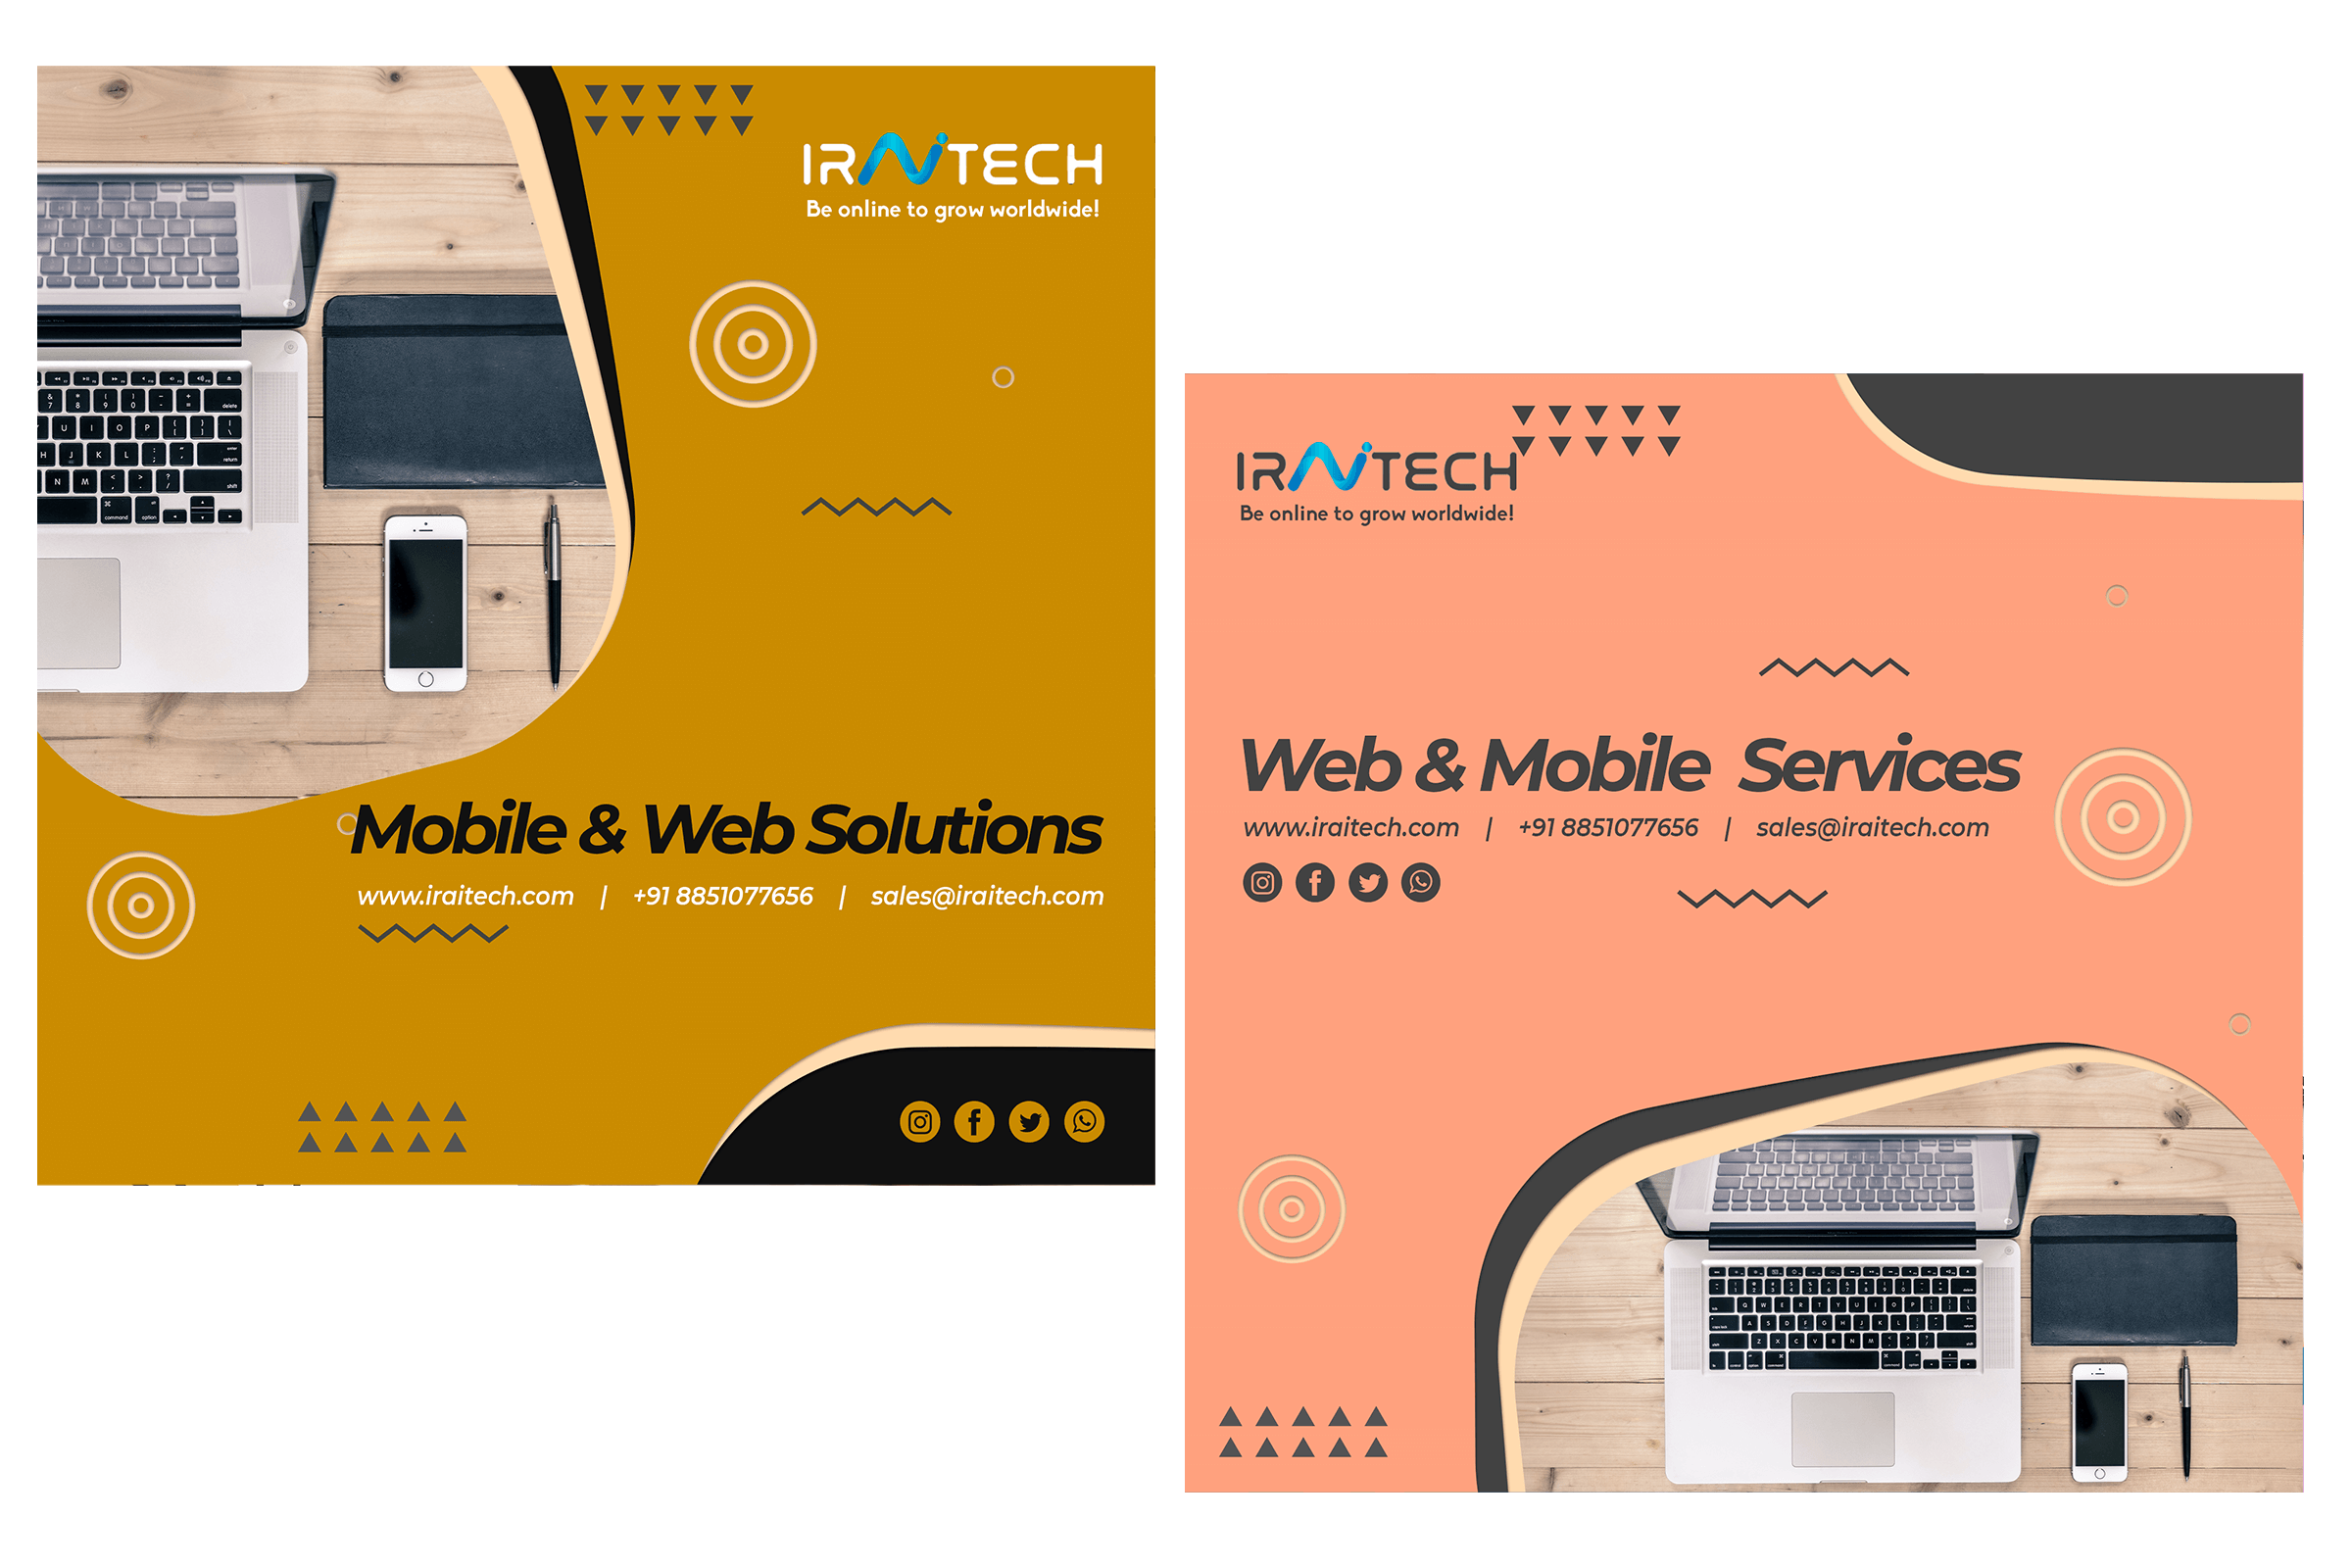 IRAITECH
Be online to grow worldwide!
Mobile & Web Solutions
www.iraitech.com | +91 8851077656 | sales@iraitech.com
IRAITECH
Be online to grow worldwide!
Web & Mobile Services
www.iraitech.com | +91 8851077656 | sales@iraitech.com